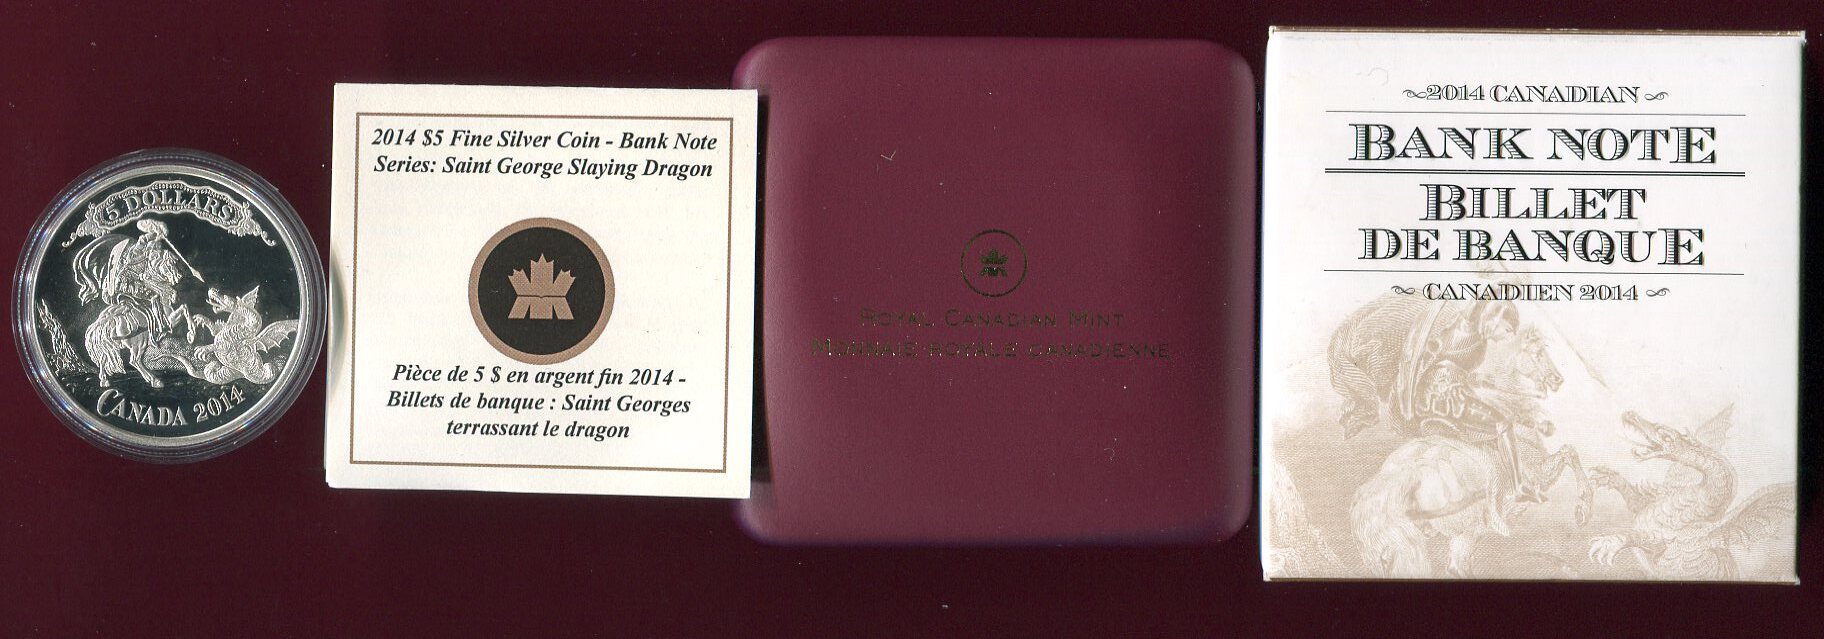 5 DOLLARS
CANADA 2014
2014 $5 Fine Silver Coin - Bank Note
Series: Saint George Slaying Dragon
Pièce de 5 $ en argent fin 2014 -
Billets de banque : Saint Georges
terrassant le dragon
ROYAL CANADIAN MINT
MONNAIE ROYALE CANADIENNE
2014 CANADIAN
BANK NOTE
BILLET
DE BANQUE
CANADIEN 2014